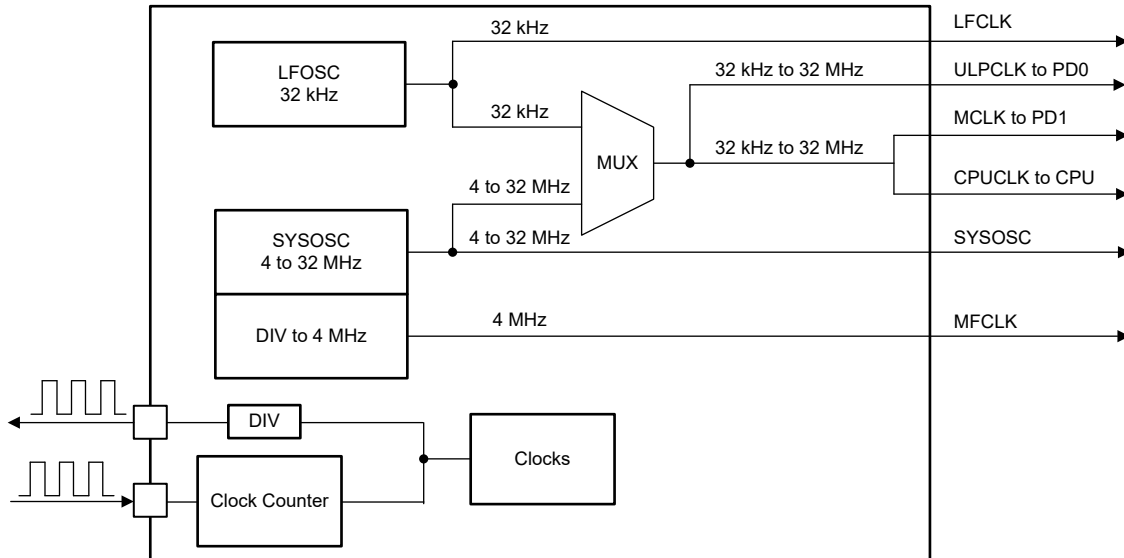 32 kHz
LFCLK
LFOSC
32 kHz
32 kHz to 32 MHz
ULPCLK to PD0
32 kHz
MCLK to PD1
MUX
32 kHz to 32 MHz
4 to 32 MHz
CPUCLK to CPU
SYSOSC
4 to 32 MHz
4 to 32 MHz
SYSOSC
DIV to 4 MHz
4 MHz
MFCLK
DIV
Clocks
Clock Counter